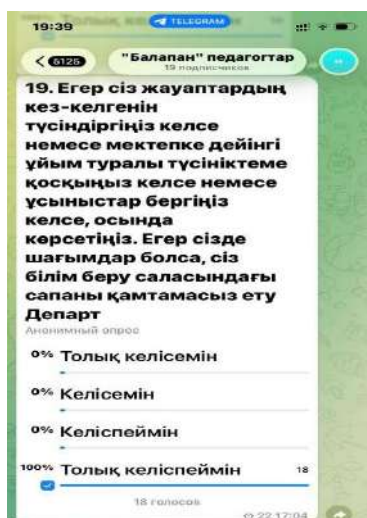 19:39
TELEGRAM
6125
"Балапан" педагогтар
19 подписчиков
19. Егер сіз жауаптардың
кез-келгенін
түсіндіргіңіз келсе
немесе мектепке дейінгі
ұйым туралы түсініктеме
қосқыңыз келсе немесе
ұсыныстар бергіңіз
келсе, осында
көрсетіңіз. Егер сізде
шағымдар болса, сіз
білім беру саласындағы
сапаны қамтамасыз ету
Департ
Анонимный опрос
0% Толық келісемін
0% Келісемін
0% Келіспеймін
100% Толық келіспеймін 18
18 голосов
22 17:04